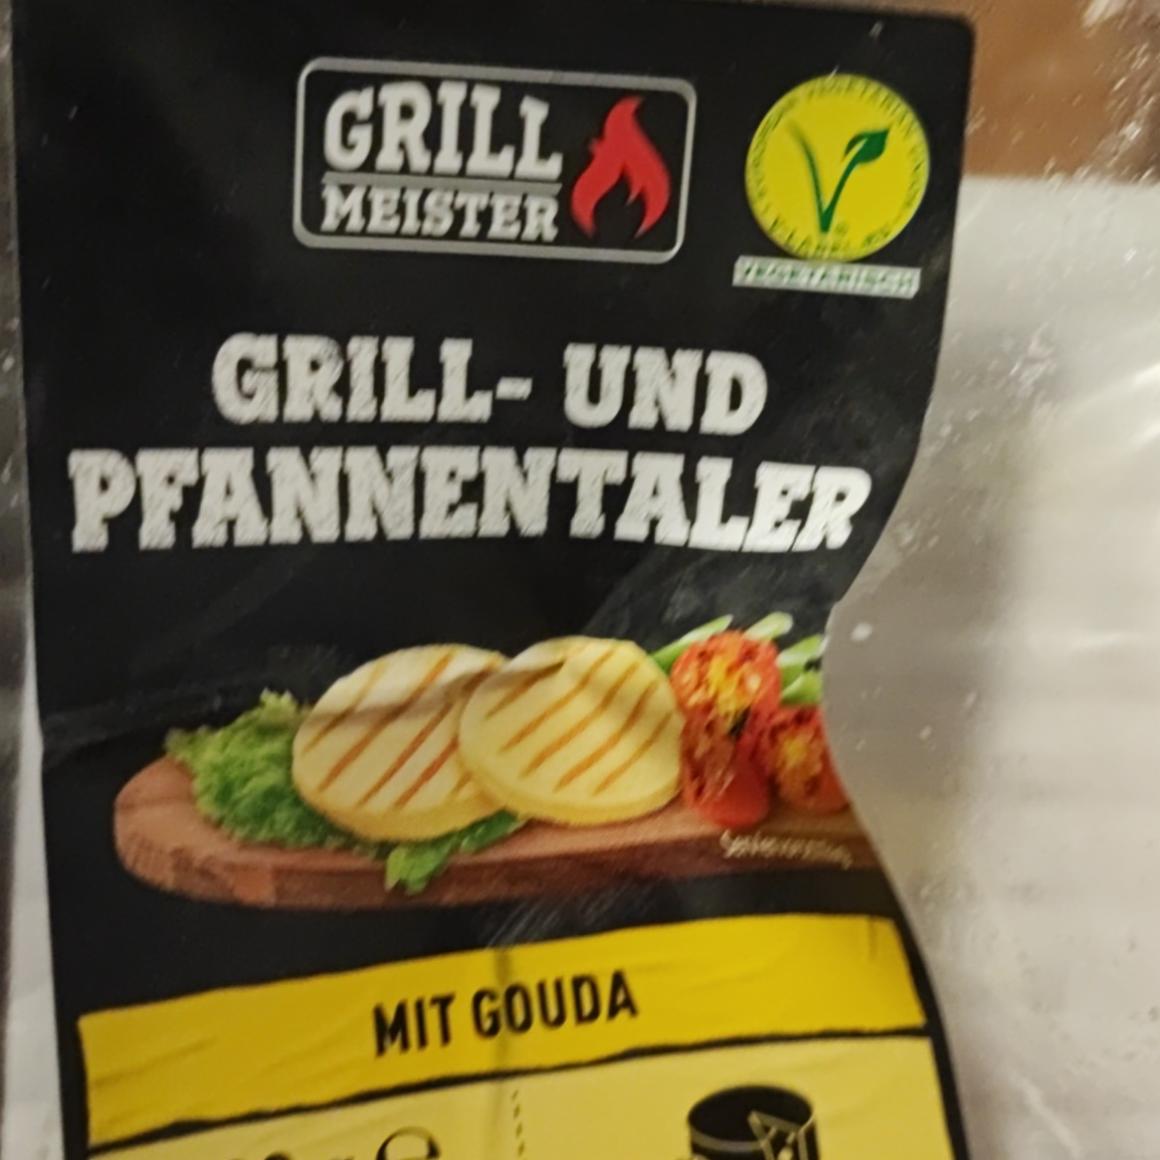 GRILL
MEISTER
VEGETARISCH
GRILL- UND
PFANNENTALER
MIT GOUDA